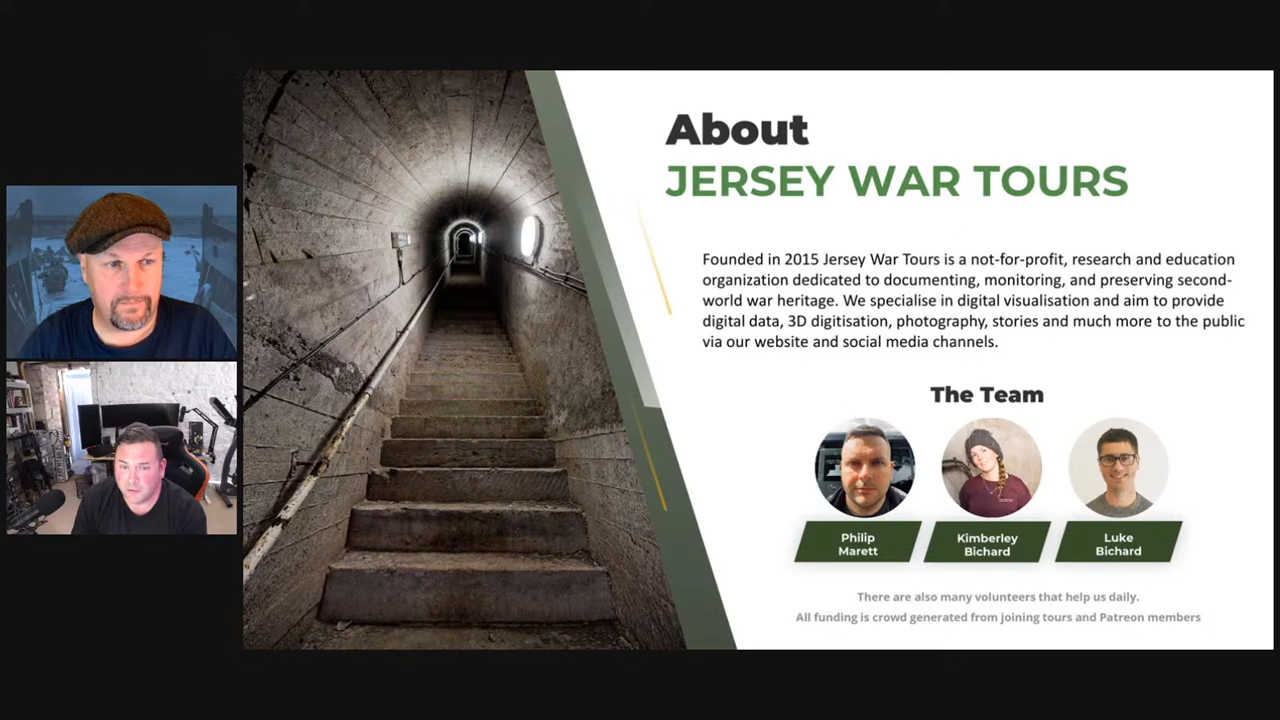 About
JERSEY WAR TOURS
Founded in 2015 Jersey War Tours is a not-for-profit, research and education
organization dedicated to documenting, monitoring, and preserving second-
world war heritage. We specialise in digital visualisation and aim to provide
digital data, 3D digitisation, photography, stories and much more to the public
via our website and social media channels.
The Team
Philip
Marett
Kimberley
Bichard
Luke
Bichard
There are also many volunteers that help us daily.
All funding is crowd generated from joining tours and Patreon members